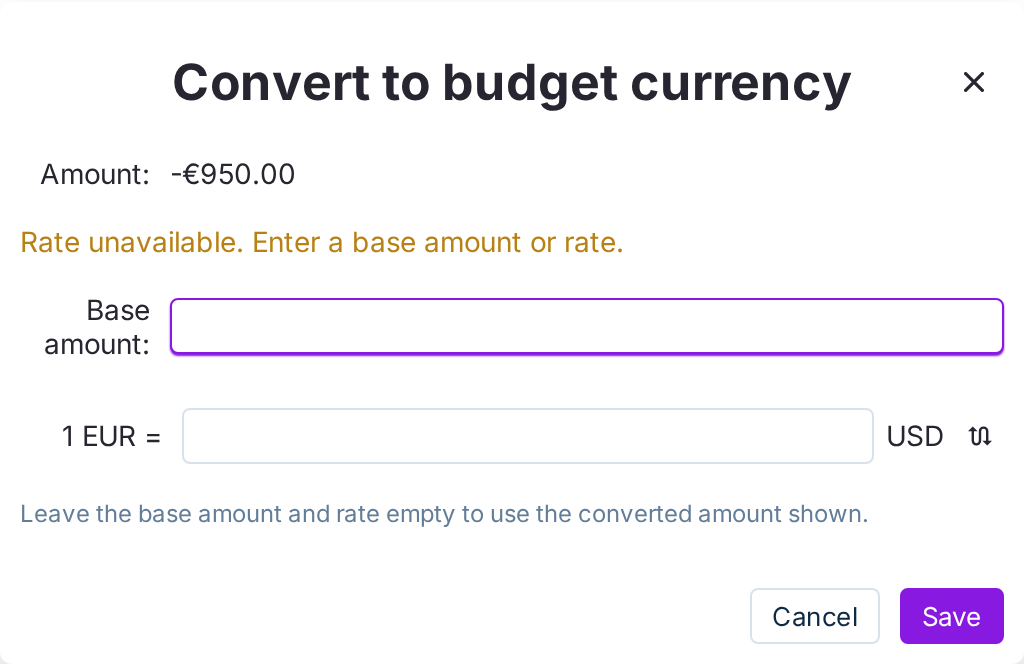 Convert to budget currency
Amount: -€950.00
Rate unavailable. Enter a base amount or rate.
Base
amount:
1 EUR = USD
Leave the base amount and rate empty to use the converted amount shown.
Cancel Save